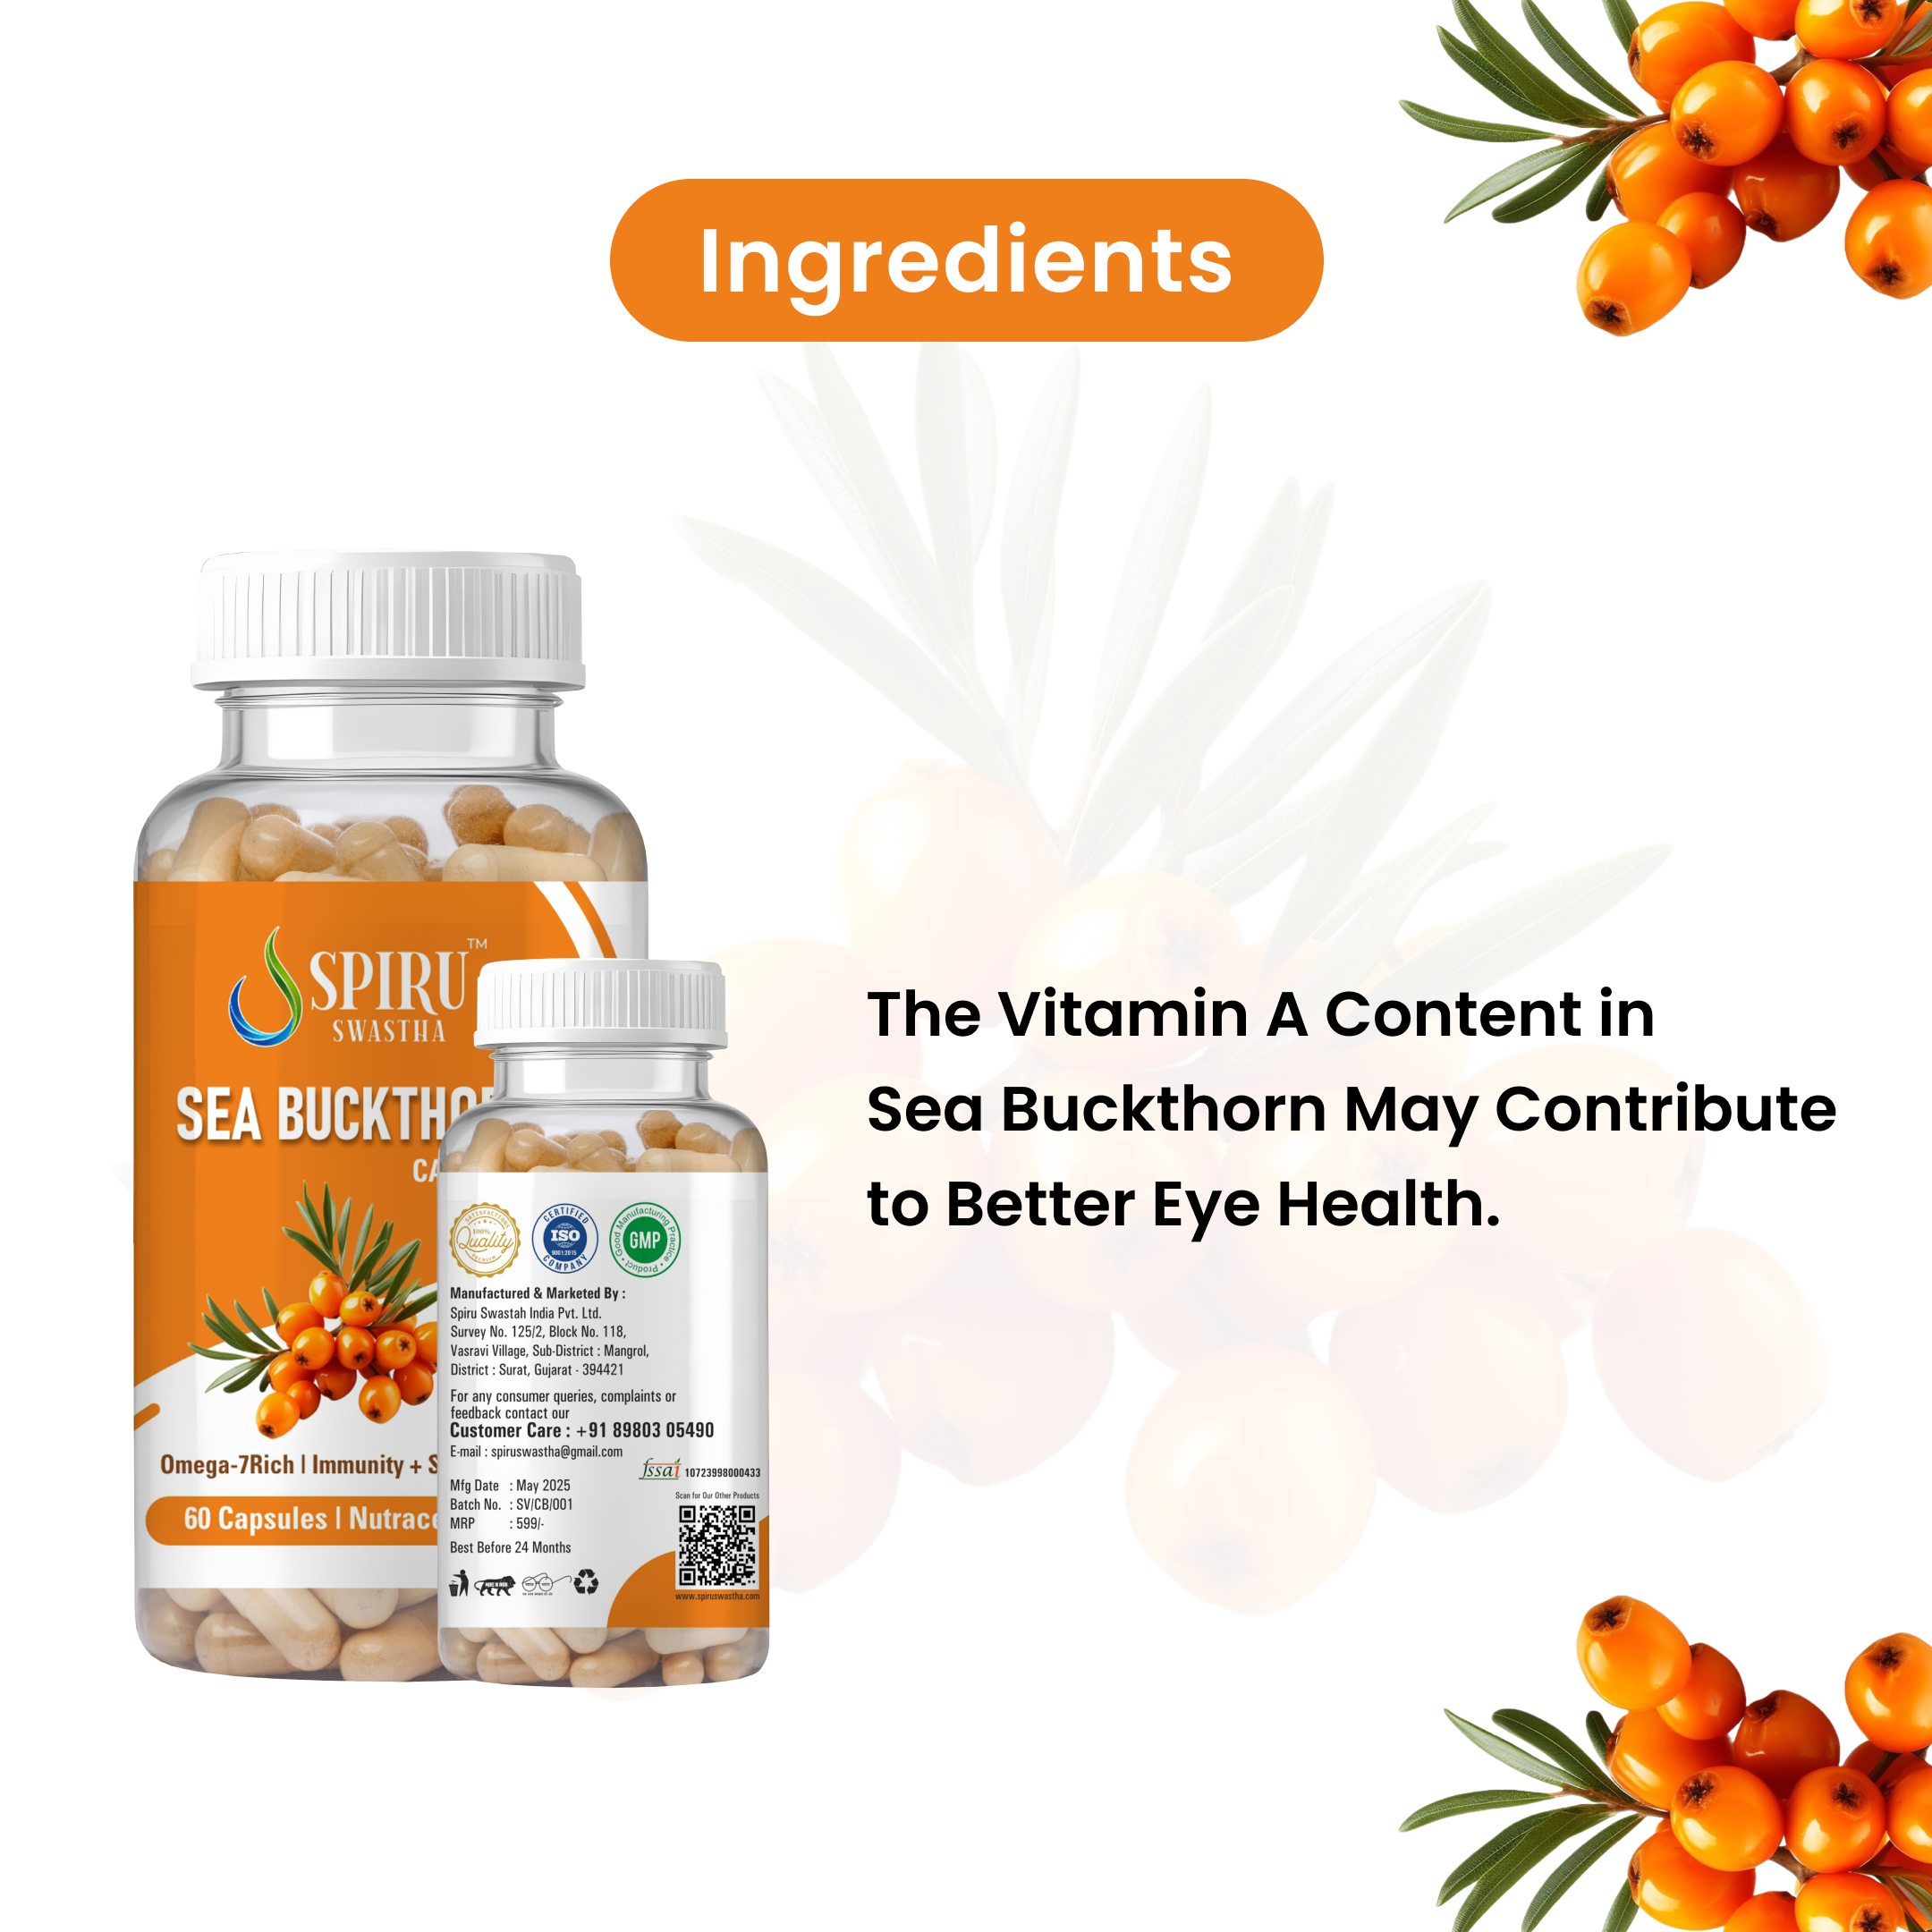 Ingredients
SPIRU™
SWASTHA
SEA BUCKTHO
CA
Omega-7Rich | Immunity + S
60 Capsules | Nutrace
100%
Quality
PREMIUM
CERTIFIED
ISO
9001:2015
COMPANY
Good Manufacturing Practice
GMP
Product
Manufactured & Marketed By :
Spiru Swastah India Pvt. Ltd.
Survey No. 125/2, Block No. 118,
Vasravi Village, Sub-District : Mangrol,
District : Surat, Gujarat - 394421
For any consumer queries, complaints or
feedback contact our
Customer Care : +91 89803 05490
E-mail : spiruswastha@gmail.com
fssai 10723998000433
Mfg Date : May 2025
Batch No. : SV/CB/001
MRP : 599/-
Best Before 24 Months
Scan for Our Other Products
www.spiruswastha.com
The Vitamin A Content in
Sea Buckthorn May Contribute
to Better Eye Health.